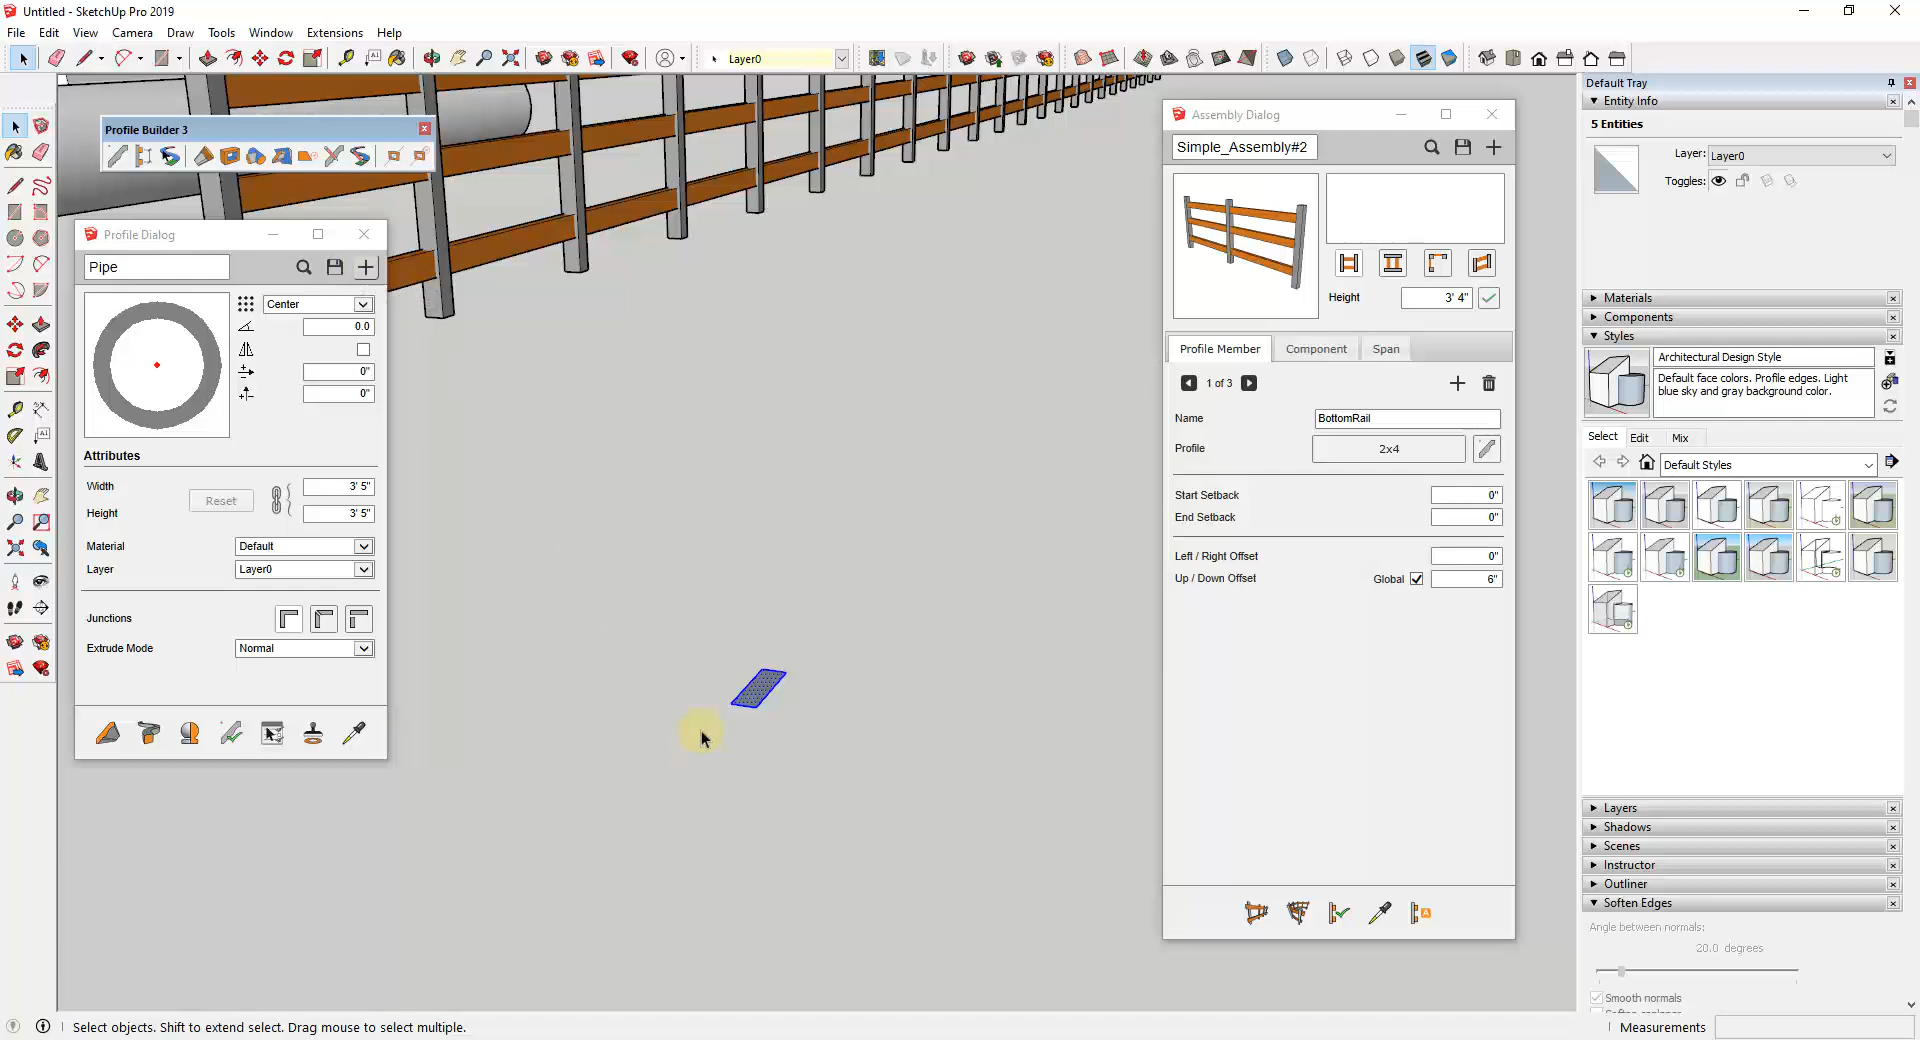 Untitled - SketchUp Pro 2019
File Edit View Camera Draw Tools Window Extensions Help
Layer0
Profile Builder 3
Profile Dialog
Pipe
Center
0.0
0"
0"
Attributes
Width 3' 5"
Reset
Height 3' 5"
Material Default
Layer Layer0
Junctions
Extrude Mode Normal
Assembly Dialog
Simple_Assembly#2
Height 3' 4"
Profile Member Component Span
1 of 3
Name BottomRail
Profile 2x4
Start Setback 0"
End Setback 0"
Left / Right Offset 0"
Up / Down Offset Global 6"
Default Tray
Entity Info
5 Entities
Layer: Layer0
Toggles:
Materials
Components
Styles
Architectural Design Style
Default face colors. Profile edges. Light
blue sky and gray background color.
Select Edit Mix
Default Styles
Layers
Shadows
Scenes
Instructor
Outliner
Soften Edges
Angle between normals:
20.0 degrees
Smooth normals
Select objects. Shift to extend select. Drag mouse to select multiple.
Measurements